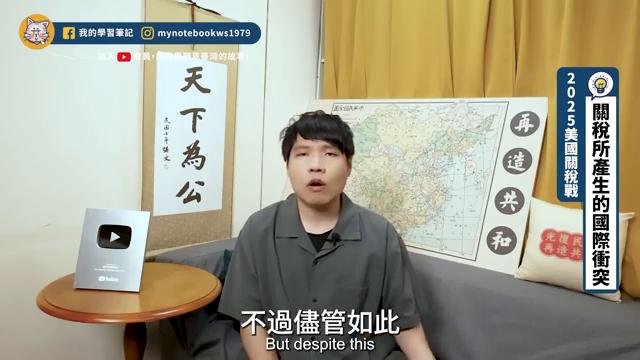 我的學習筆記
mynotebookws1979
2025美國關稅戰
關稅所產生的國際衝突
天下為公
再造共和
光復民
再造共
YouTube
不過儘管如此
But despite this